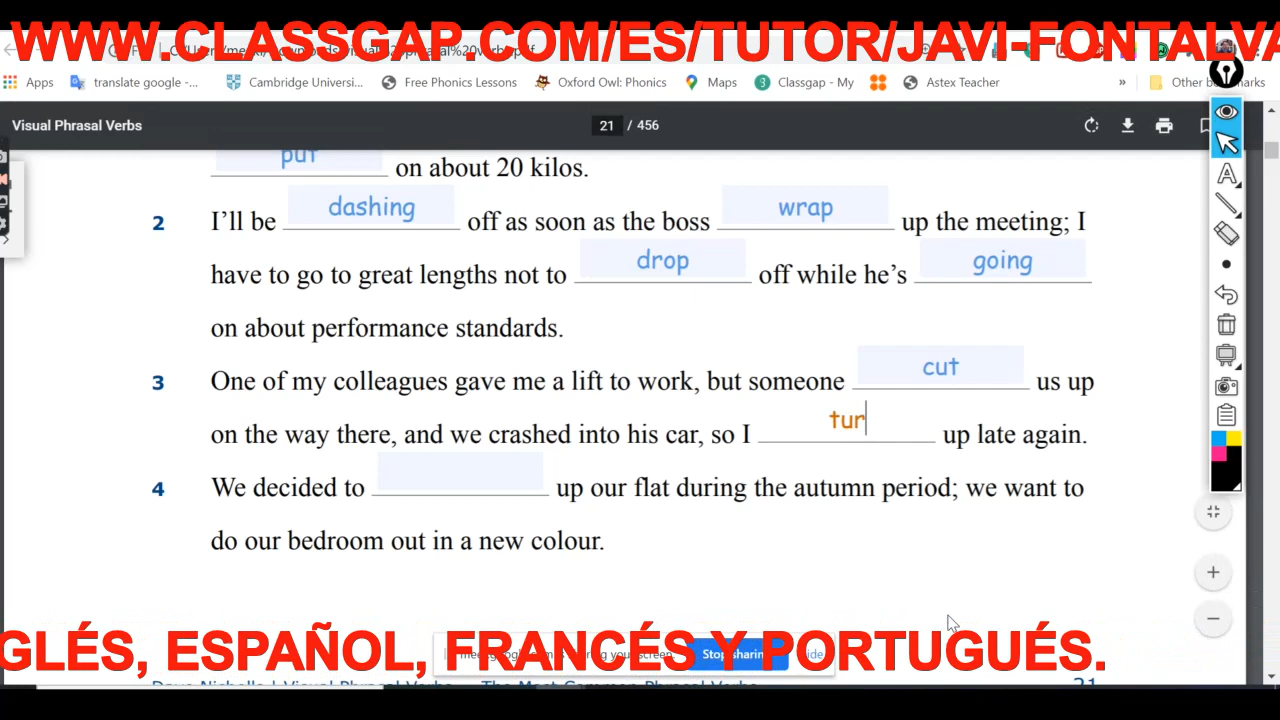 WWW.CLASSGAP.COM/ES/TUTOR/JAVI-FONTALVA
Apps translate google - ... Cambridge Universi... Free Phonics Lessons Oxford Owl: Phonics Maps Classgap - My Astex Teacher » Other bookmarks
Visual Phrasal Verbs 21 / 456
put on about 20 kilos.
2 I'll be dashing off as soon as the boss wrap up the meeting; I
have to go to great lengths not to drop off while he's going
on about performance standards.
3 One of my colleagues gave me a lift to work, but someone cut us up
on the way there, and we crashed into his car, so I tur up late again.
4 We decided to up our flat during the autumn period; we want to
do our bedroom out in a new colour.
GLÉS, ESPAÑOL, FRANCÉS Y PORTUGUÉS.
Stop sharing
21